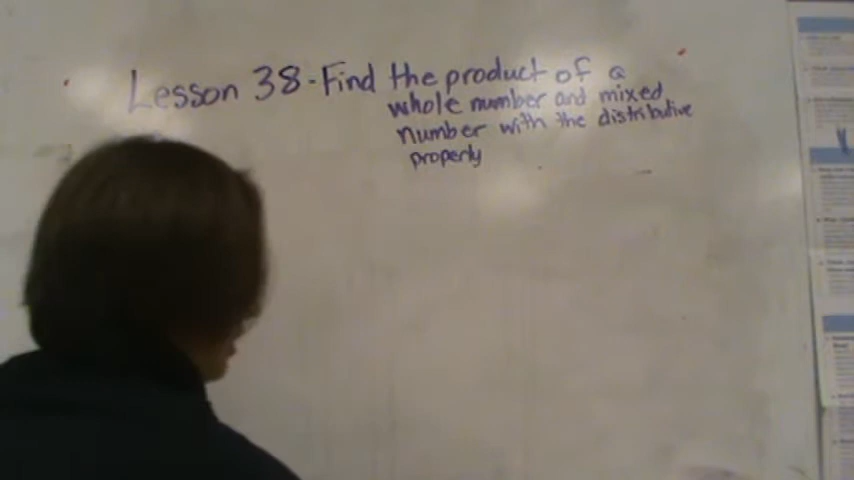 Lesson 38 - Find the product of a
whole number and mixed
number with the distributive
property